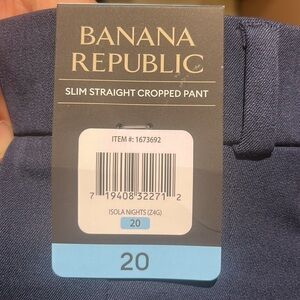 BANANA
REPUBLIC
SLIM STRAIGHT CROPPED PANT
ITEM #: 1673692
7 19408 32271 2
ISOLA NIGHTS (Z4G)
20
20